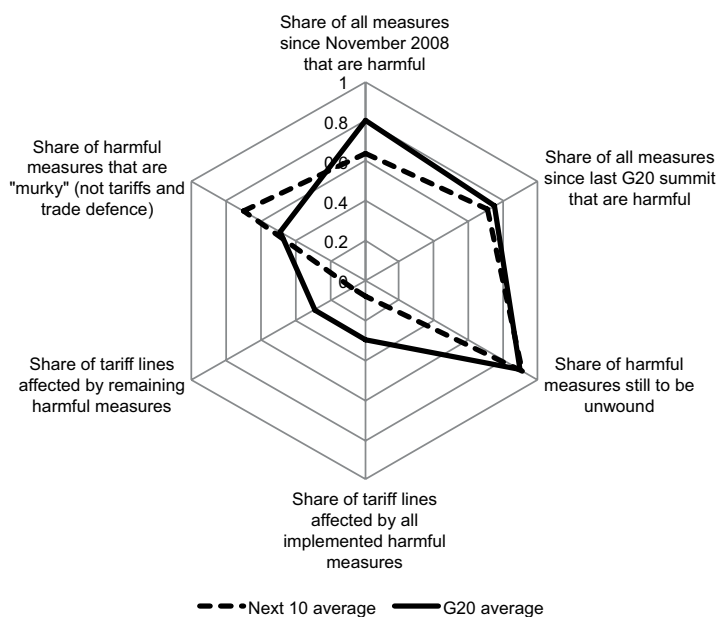 Share of all measures
since November 2008
that are harmful
1
0.8
0.6
0.4
0.2
0
Share of all measures
since last G20 summit
that are harmful
Share of harmful
measures still to be
unwound
Share of tariff lines
affected by all
implemented harmful
measures
Share of tariff lines
affected by remaining
harmful measures
Share of harmful
measures that are
"murky" (not tariffs and
trade defence)
Next 10 average
G20 average